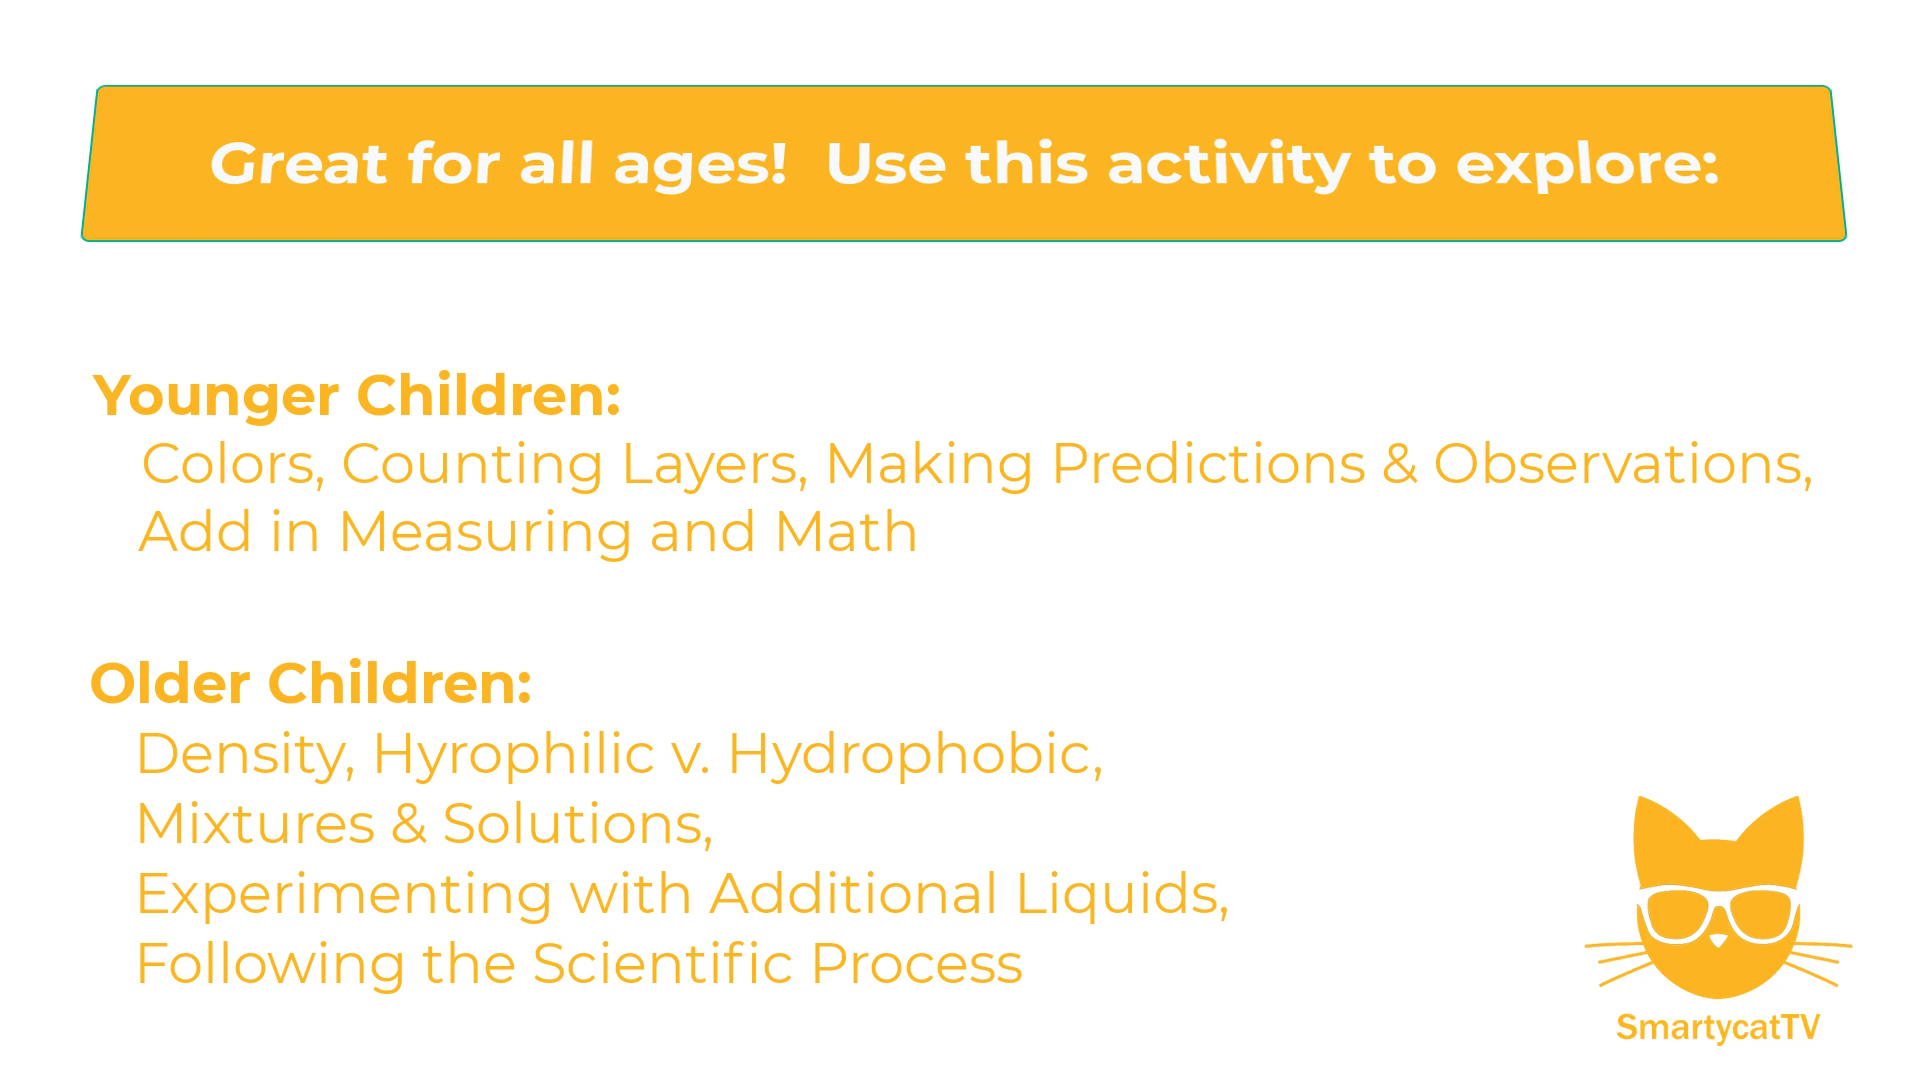 Great for all ages!  Use this activity to explore:
Younger Children:
Colors, Counting Layers, Making Predictions & Observations,
Add in Measuring and Math
Older Children:
Density, Hyrophilic v. Hydrophobic,
Mixtures & Solutions,
Experimenting with Additional Liquids,
Following the Scientific Process
SmartycatTV